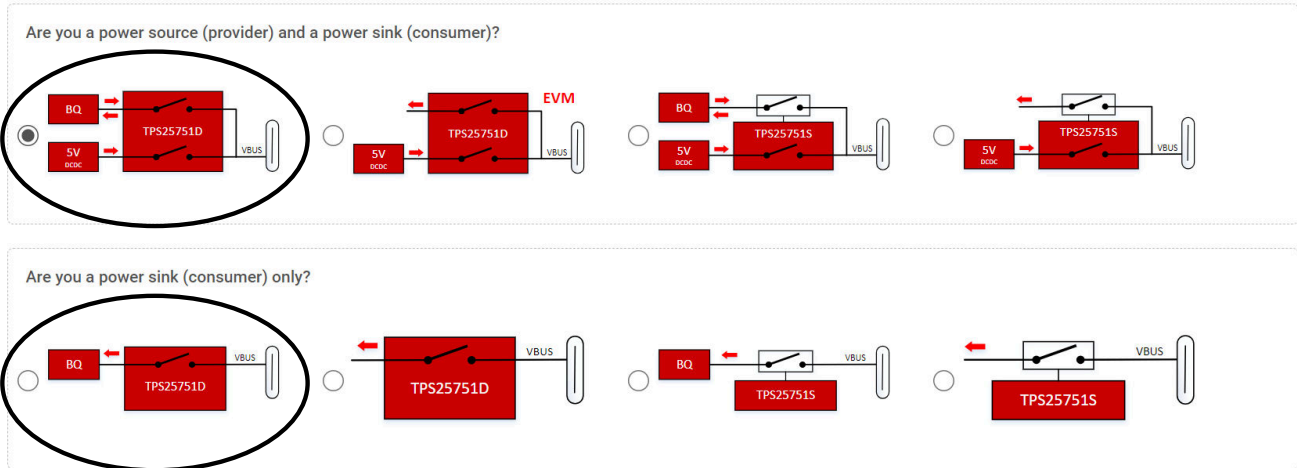 Are you a power source (provider) and a power sink (consumer)?
BQ
TPS25751D
5V
DCDC
VBUS
EVM
TPS25751D
5V
DCDC
VBUS
BQ
TPS25751S
5V
DCDC
VBUS
TPS25751S
5V
DCDC
VBUS
Are you a power sink (consumer) only?
BQ
VBUS
TPS25751D
VBUS
TPS25751D
BQ
VBUS
TPS25751S
VBUS
TPS25751S